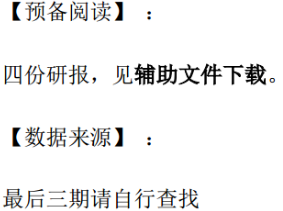 【预备阅读】：
四份研报，见辅助文件下载。
【数据来源】：
最后三期请自行查找